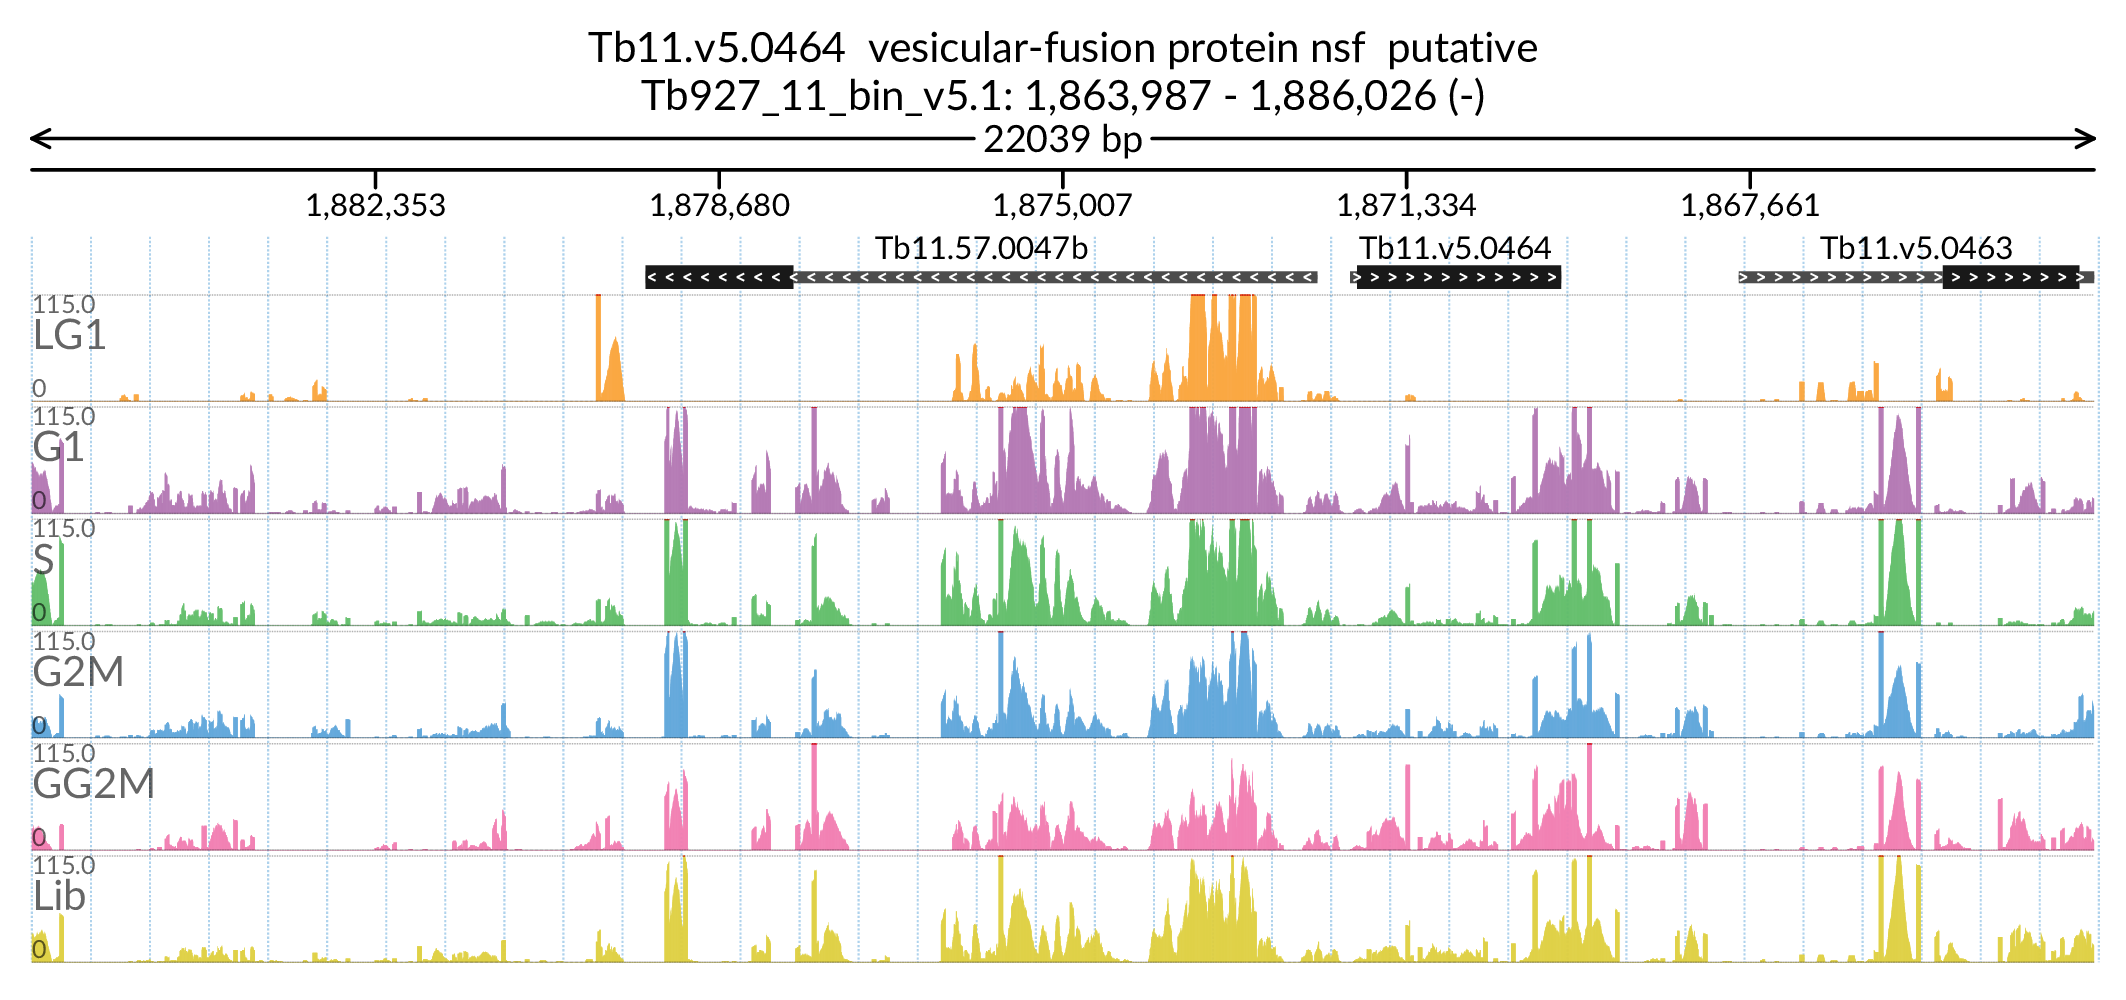 Tb11.v5.0464 vesicular-fusion protein nsf putative
Tb927_11_bin_v5.1: 1,863,987 - 1,886,026 (-)
22039 bp
1,882,353 1,878,680 1,875,007 1,871,334 1,867,661
Tb11.57.0047b Tb11.v5.0464 Tb11.v5.0463
115.0
LG1
0
115.0
G1
0
115.0
S
0
115.0
G2M
0
115.0
GG2M
0
115.0
Lib
0